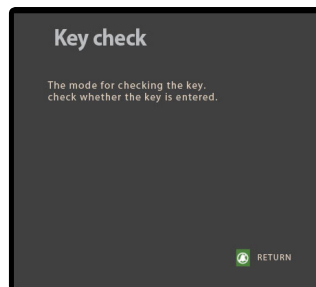 Key check
The mode for checking the key.
check whether the key is entered.
RETURN